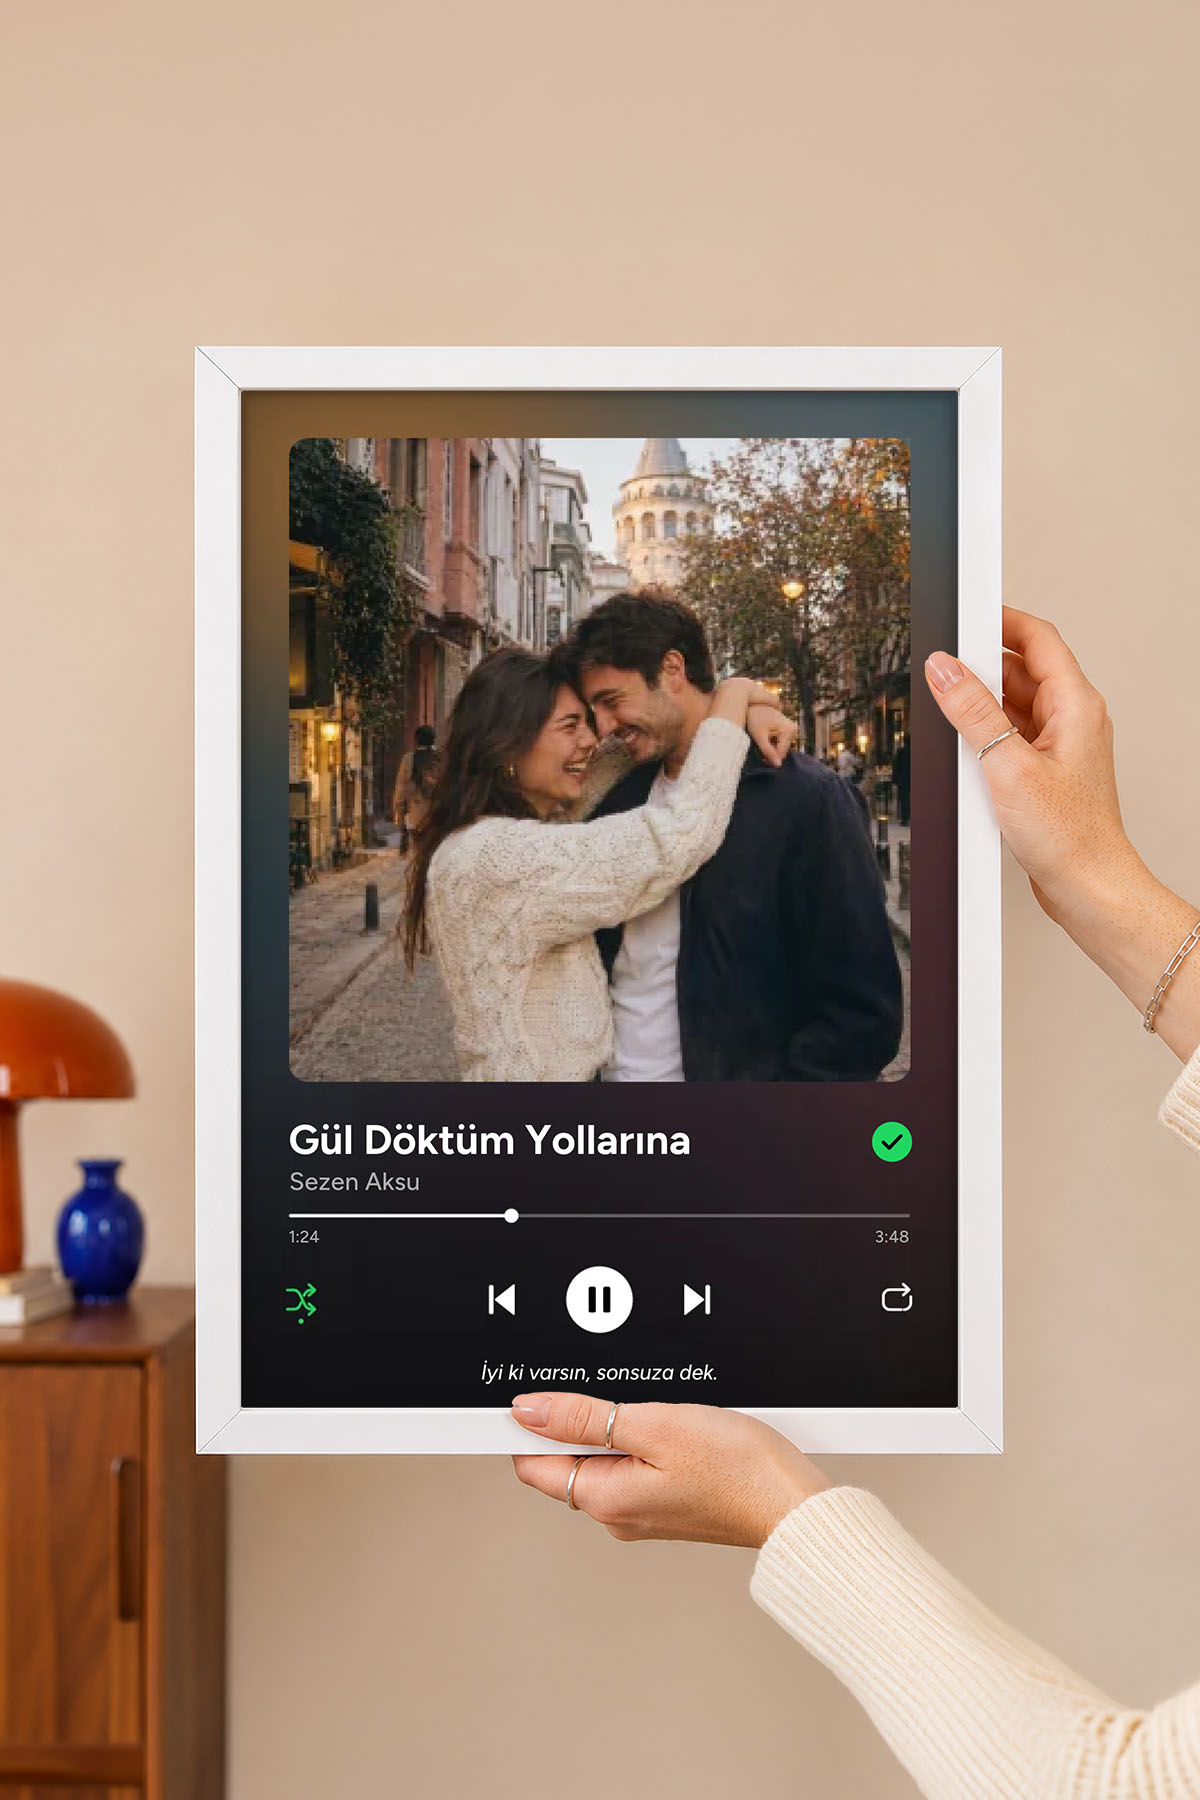 Gül Döktüm Yollarına
Sezen Aksu
1:24
3:48
İyi ki varsın, sonsuza dek.